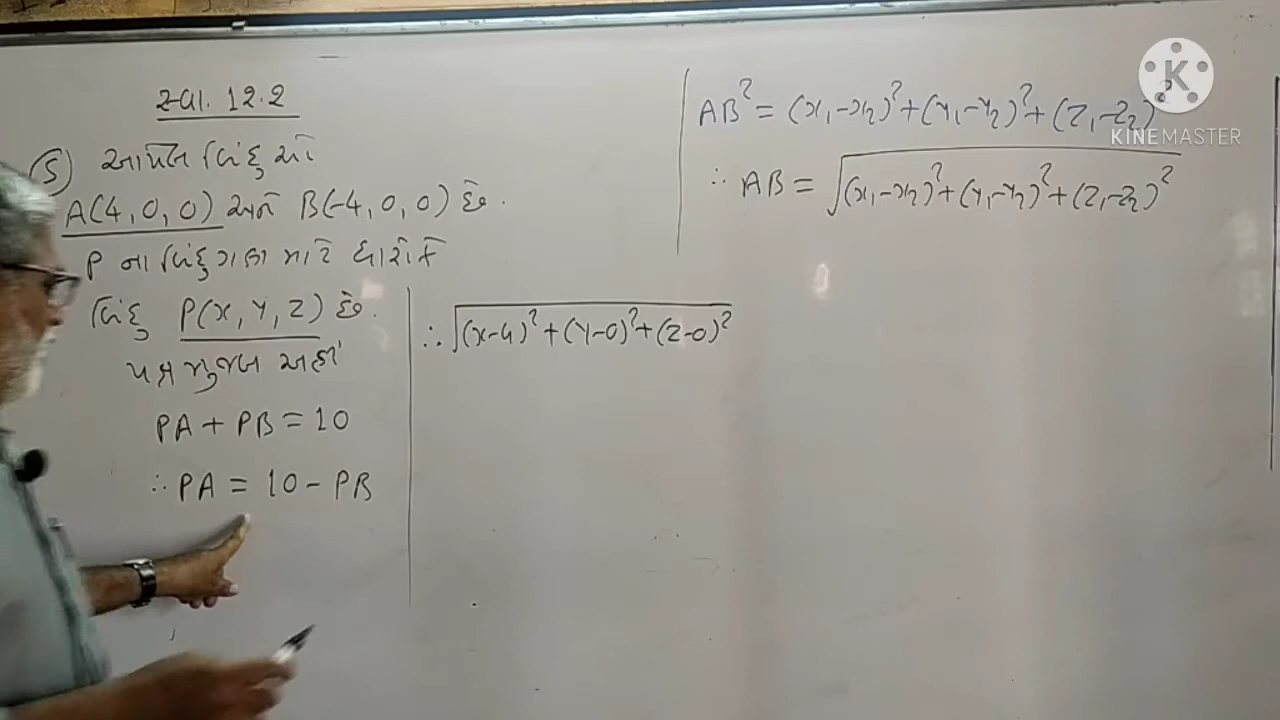 સ્વા. 12.2
(5) આપેલ બિંદુઓ
A(4, 0, 0) અને B(-4, 0, 0) છે.
P ના બિંદુગણ માટે ધારો કે
બિંદુ P(x, y, z) છે.
પ્રશ્ન મુજબ અહીં
PA + PB = 10
∴ PA = 10 - PB
∴ √((x-4)² + (y-0)² + (z-0)²)
AB² = (x₁-x₂)² + (y₁-y₂)² + (z₁-z₂)²
∴ AB = √((x₁-x₂)² + (y₁-y₂)² + (z₁-z₂)²)
K
KINEMASTER